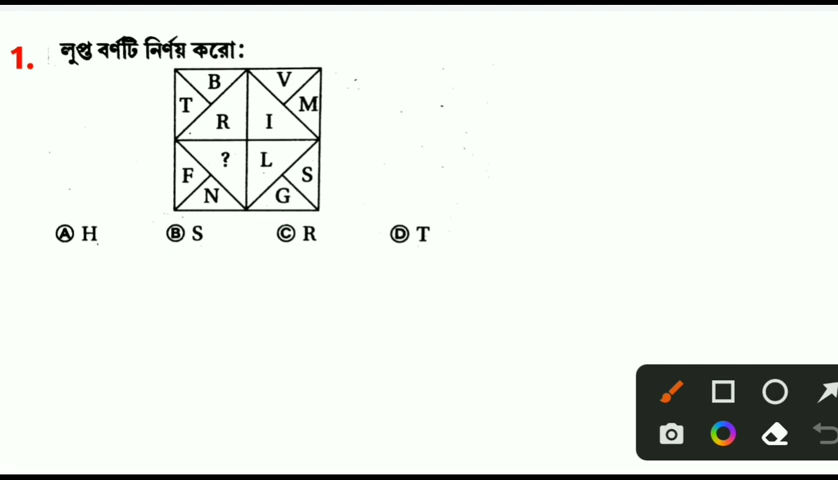 1. লুপ্ত বর্ণটি নির্ণয় করো:
B V
T M
R I
? L
F S
N G
Ⓐ H Ⓑ S Ⓒ R Ⓓ T